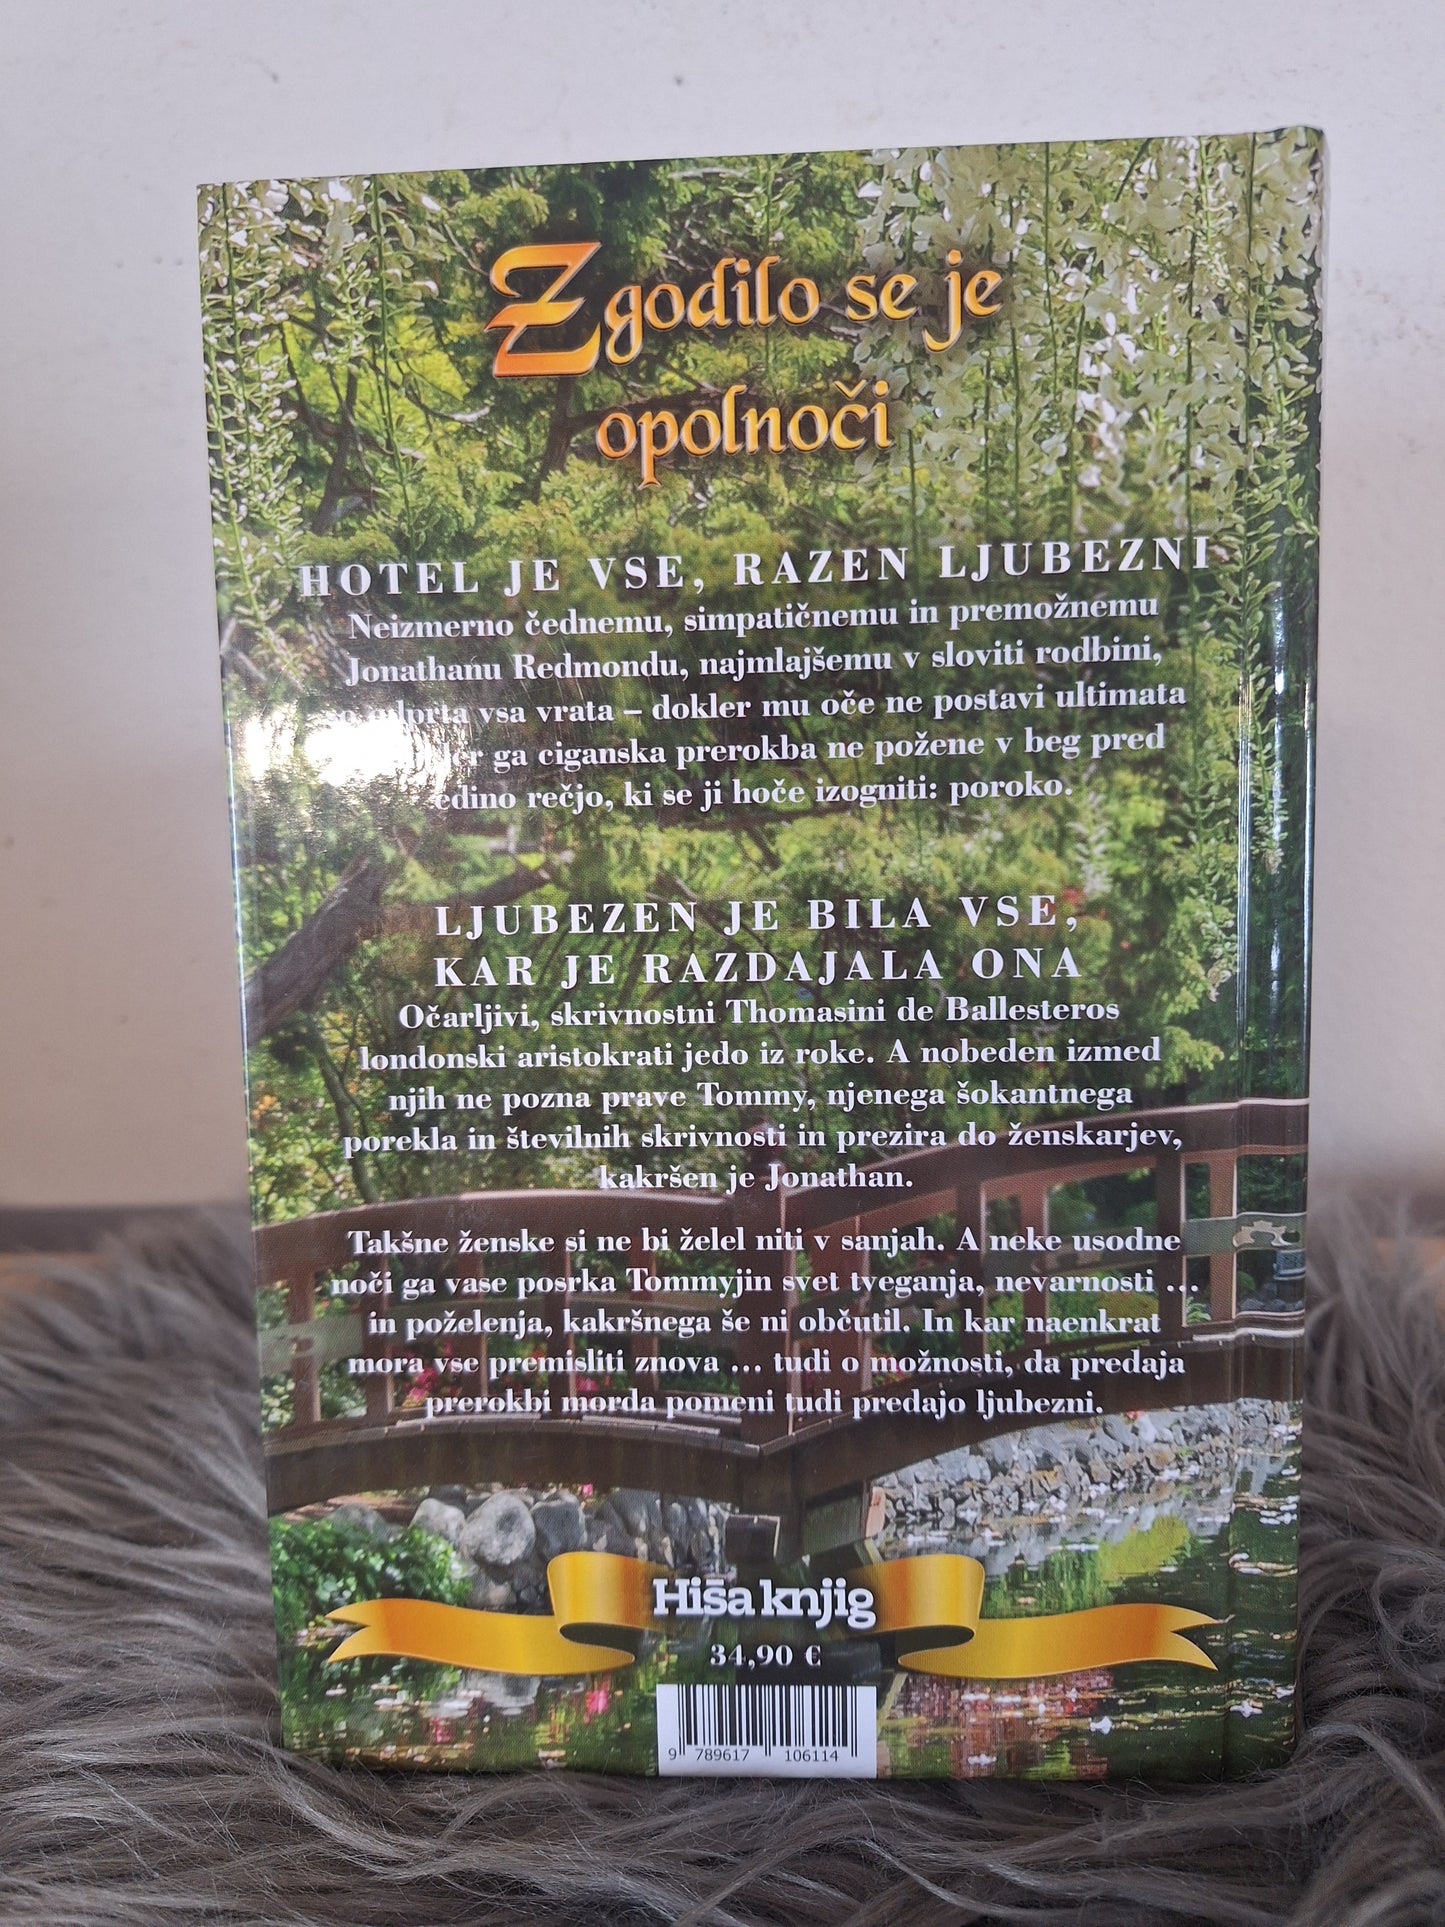 Zgodilo se je
opolnoči
HOTEL JE VSE, RAZEN LJUBEZNI
Neizmerno čednemu, simpatičnemu in premožnemu
Jonathanu Redmondu, najmlajšemu v sloviti rodbini,
so odprta vsa vrata – dokler mu oče ne postavi ultimata
ga ciganska prerokba ne požene v beg pred
edino rečjo, ki se ji hoče izogniti: poroko.
LJUBEZEN JE BILA VSE,
KAR JE RAZDAJALA ONA
Očarljivi, skrivnostni Thomasini de Ballesteros
londonski aristokrati jedo iz roke. A nobeden izmed
njih ne pozna prave Tommy, njenega šokantnega
porekla in številnih skrivnosti in prezira do ženskarjev,
kakršen je Jonathan.
Takšne ženske si ne bi želel niti v sanjah. A neke usodne
noči ga vase posrka Tommyjin svet tveganja, nevarnosti ...
in poželenja, kakršnega še ni občutil. In kar naenkrat
mora vse premisliti znova ... tudi o možnosti, da predaja
prerokbi morda pomeni tudi predajo ljubezni.
Hiša knjig
34,90 €
9 789617 106114